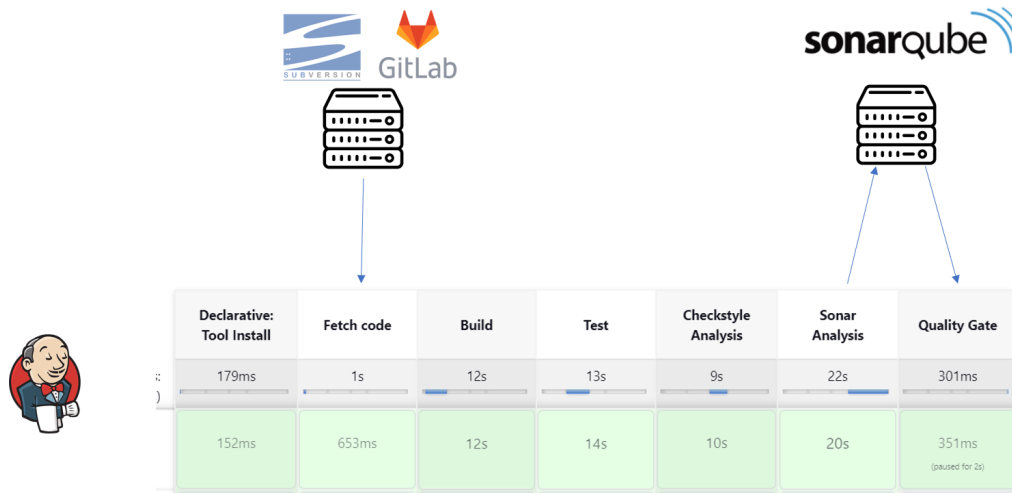 SUBVERSION
GitLab
sonarqube
Declarative:
Tool Install
Fetch code
Build
Test
Checkstyle
Analysis
Sonar
Analysis
Quality Gate
s:
)
179ms
1s
12s
13s
9s
22s
301ms
152ms
653ms
12s
14s
10s
20s
351ms
(paused for 2s)